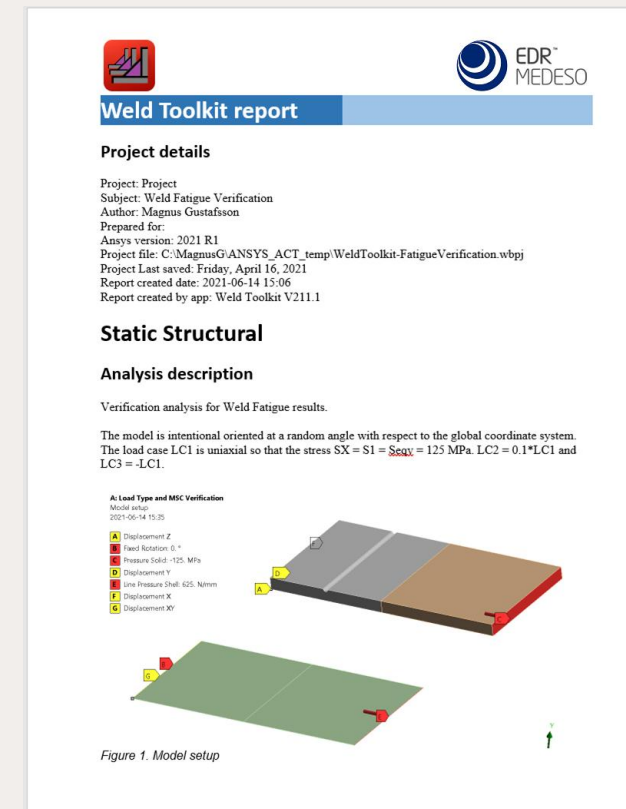 EDR™
MEDESO
Weld Toolkit report
Project details
Project: Project
Subject: Weld Fatigue Verification
Author: Magnus Gustafsson
Prepared for:
Ansys version: 2021 R1
Project file: C:\MagnusG\ANSYS_ACT_temp\WeldToolkit-FatigueVerification.wbpj
Project Last saved: Friday, April 16, 2021
Report created date: 2021-06-14 15:06
Report created by app: Weld Toolkit V211.1
Static Structural
Analysis description
Verification analysis for Weld Fatigue results.
The model is intentional oriented at a random angle with respect to the global coordinate system.
The load case LC1 is uniaxial so that the stress SX = S1 = Seqv = 125 MPa. LC2 = 0.1*LC1 and
LC3 = -LC1.
A: Load Type and MSC Verification
Model setup
2021-06-14 15:35
A Displacement Z
B Fixed Rotation: 0. °
C Pressure Solid: -125. MPa
D Displacement Y
E Line Pressure Shell: 625. N/mm
F Displacement X
G Displacement XY
F
D
A
C
B
G
E
Y
Figure 1. Model setup